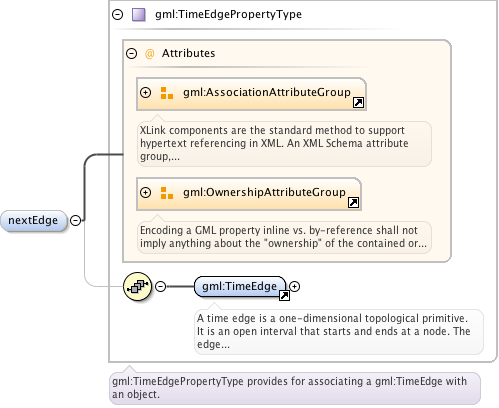 gml:TimeEdgePropertyType
@ Attributes
gml:AssociationAttributeGroup
XLink components are the standard method to support
hypertext referencing in XML. An XML Schema attribute
group,...
gml:OwnershipAttributeGroup
Encoding a GML property inline vs. by-reference shall not
imply anything about the "ownership" of the contained or...
nextEdge
gml:TimeEdge
A time edge is a one-dimensional topological primitive.
It is an open interval that starts and ends at a node. The
edge...
gml:TimeEdgePropertyType provides for associating a gml:TimeEdge with
an object.